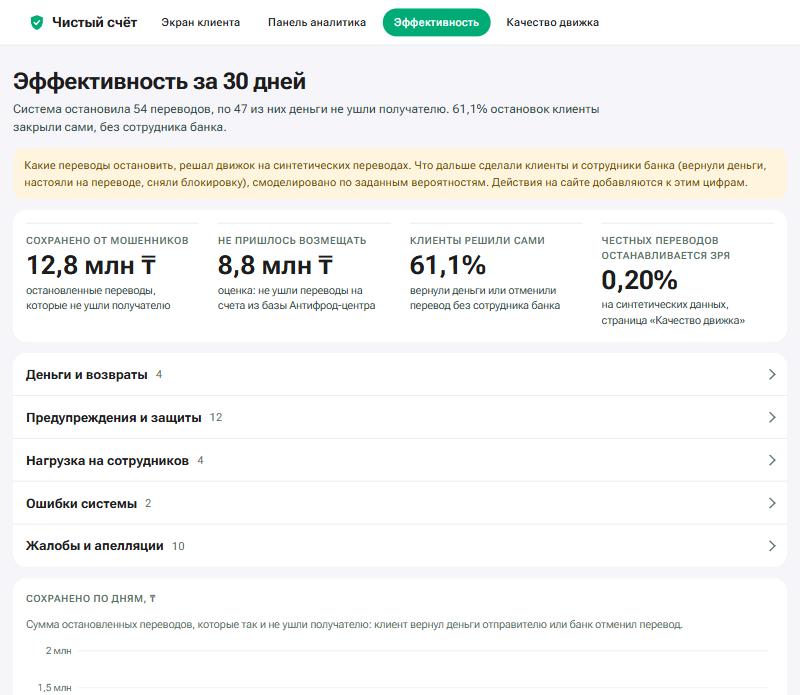 Чистый счёт
Экран клиента
Панель аналитика
Эффективность
Качество движка
Эффективность за 30 дней
Система остановила 54 переводов, по 47 из них деньги не ушли получателю. 61,1% остановок клиенты
закрыли сами, без сотрудника банка.
Какие переводы остановить, решал движок на синтетических переводах. Что дальше сделали клиенты и сотрудники банка (вернули деньги,
настояли на переводе, сняли блокировку), смоделировано по заданным вероятностям. Действия на сайте добавляются к этим цифрам.
СОХРАНЕНО ОТ МОШЕННИКОВ
12,8 млн ₸
остановленные переводы,
которые не ушли получателю
НЕ ПРИШЛОСЬ ВОЗМЕЩАТЬ
8,8 млн ₸
оценка: не ушли переводы на
счета из базы Антифрод-центра
КЛИЕНТЫ РЕШИЛИ САМИ
61,1%
вернули деньги или отменили
перевод без сотрудника банка
ЧЕСТНЫХ ПЕРЕВОДОВ
ОСТАНАВЛИВАЕТСЯ ЗРЯ
0,20%
на синтетических данных,
страница «Качество движка»
Деньги и возвраты 4
Предупреждения и защиты 12
Нагрузка на сотрудников 4
Ошибки системы 2
Жалобы и апелляции 10
СОХРАНЕНО ПО ДНЯМ, ₸
Сумма остановленных переводов, которые так и не ушли получателю: клиент вернул деньги отправителю или банк отменил перевод.
2 млн
1,5 млн